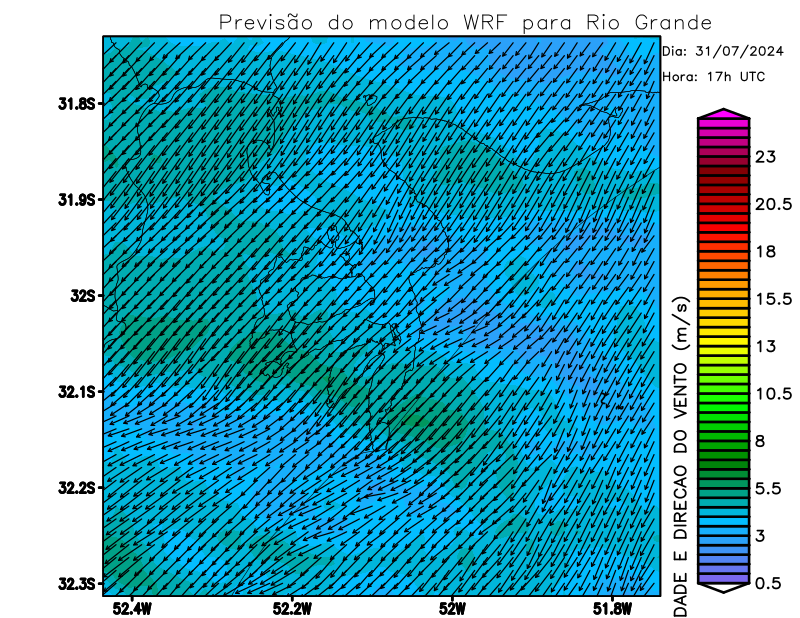 Previsão do modelo WRF para Rio Grande
Dia: 31/07/2024
Hora: 17h UTC
31.8S
31.9S
32S
32.1S
32.2S
32.3S
52.4W
52.2W
52W
51.8W
23
20.5
18
15.5
13
10.5
8
5.5
3
0.5
DADE E DIRECAO DO VENTO (m/s)